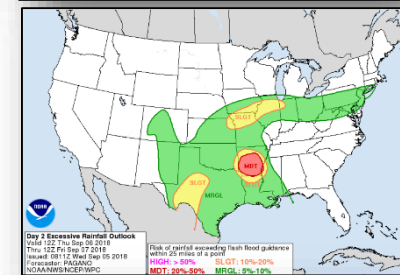 SLGT
MDT
SLGT
MRGL
NOAA
Day 2 Excessive Rainfall Outlook
Valid 12Z Thu Sep 06 2018
Thru 12Z Fri Sep 07 2018
Issued: 0811Z Wed Sep 05 2018
Forecaster: PAGANO
NOAA/NWS/NCEP/WPC
Risk of rainfall exceeding flash flood guidance
within 25 miles of a point
HIGH: > 50% SLGT: 10%-20%
MDT: 20%-50% MRGL: 5%-10%